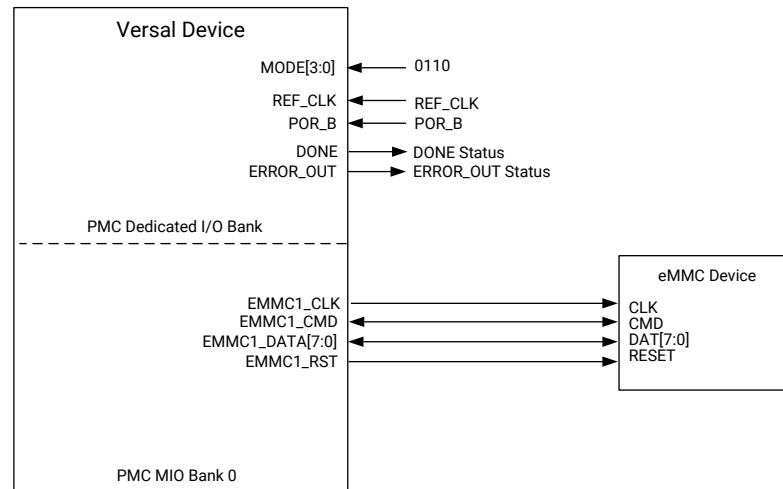 Versal Device
MODE[3:0] 0110
REF_CLK REF_CLK
POR_B POR_B
DONE DONE Status
ERROR_OUT ERROR_OUT Status
PMC Dedicated I/O Bank
eMMC Device
EMMC1_CLK CLK
EMMC1_CMD CMD
EMMC1_DATA[7:0] DAT[7:0]
EMMC1_RST RESET
PMC MIO Bank 0